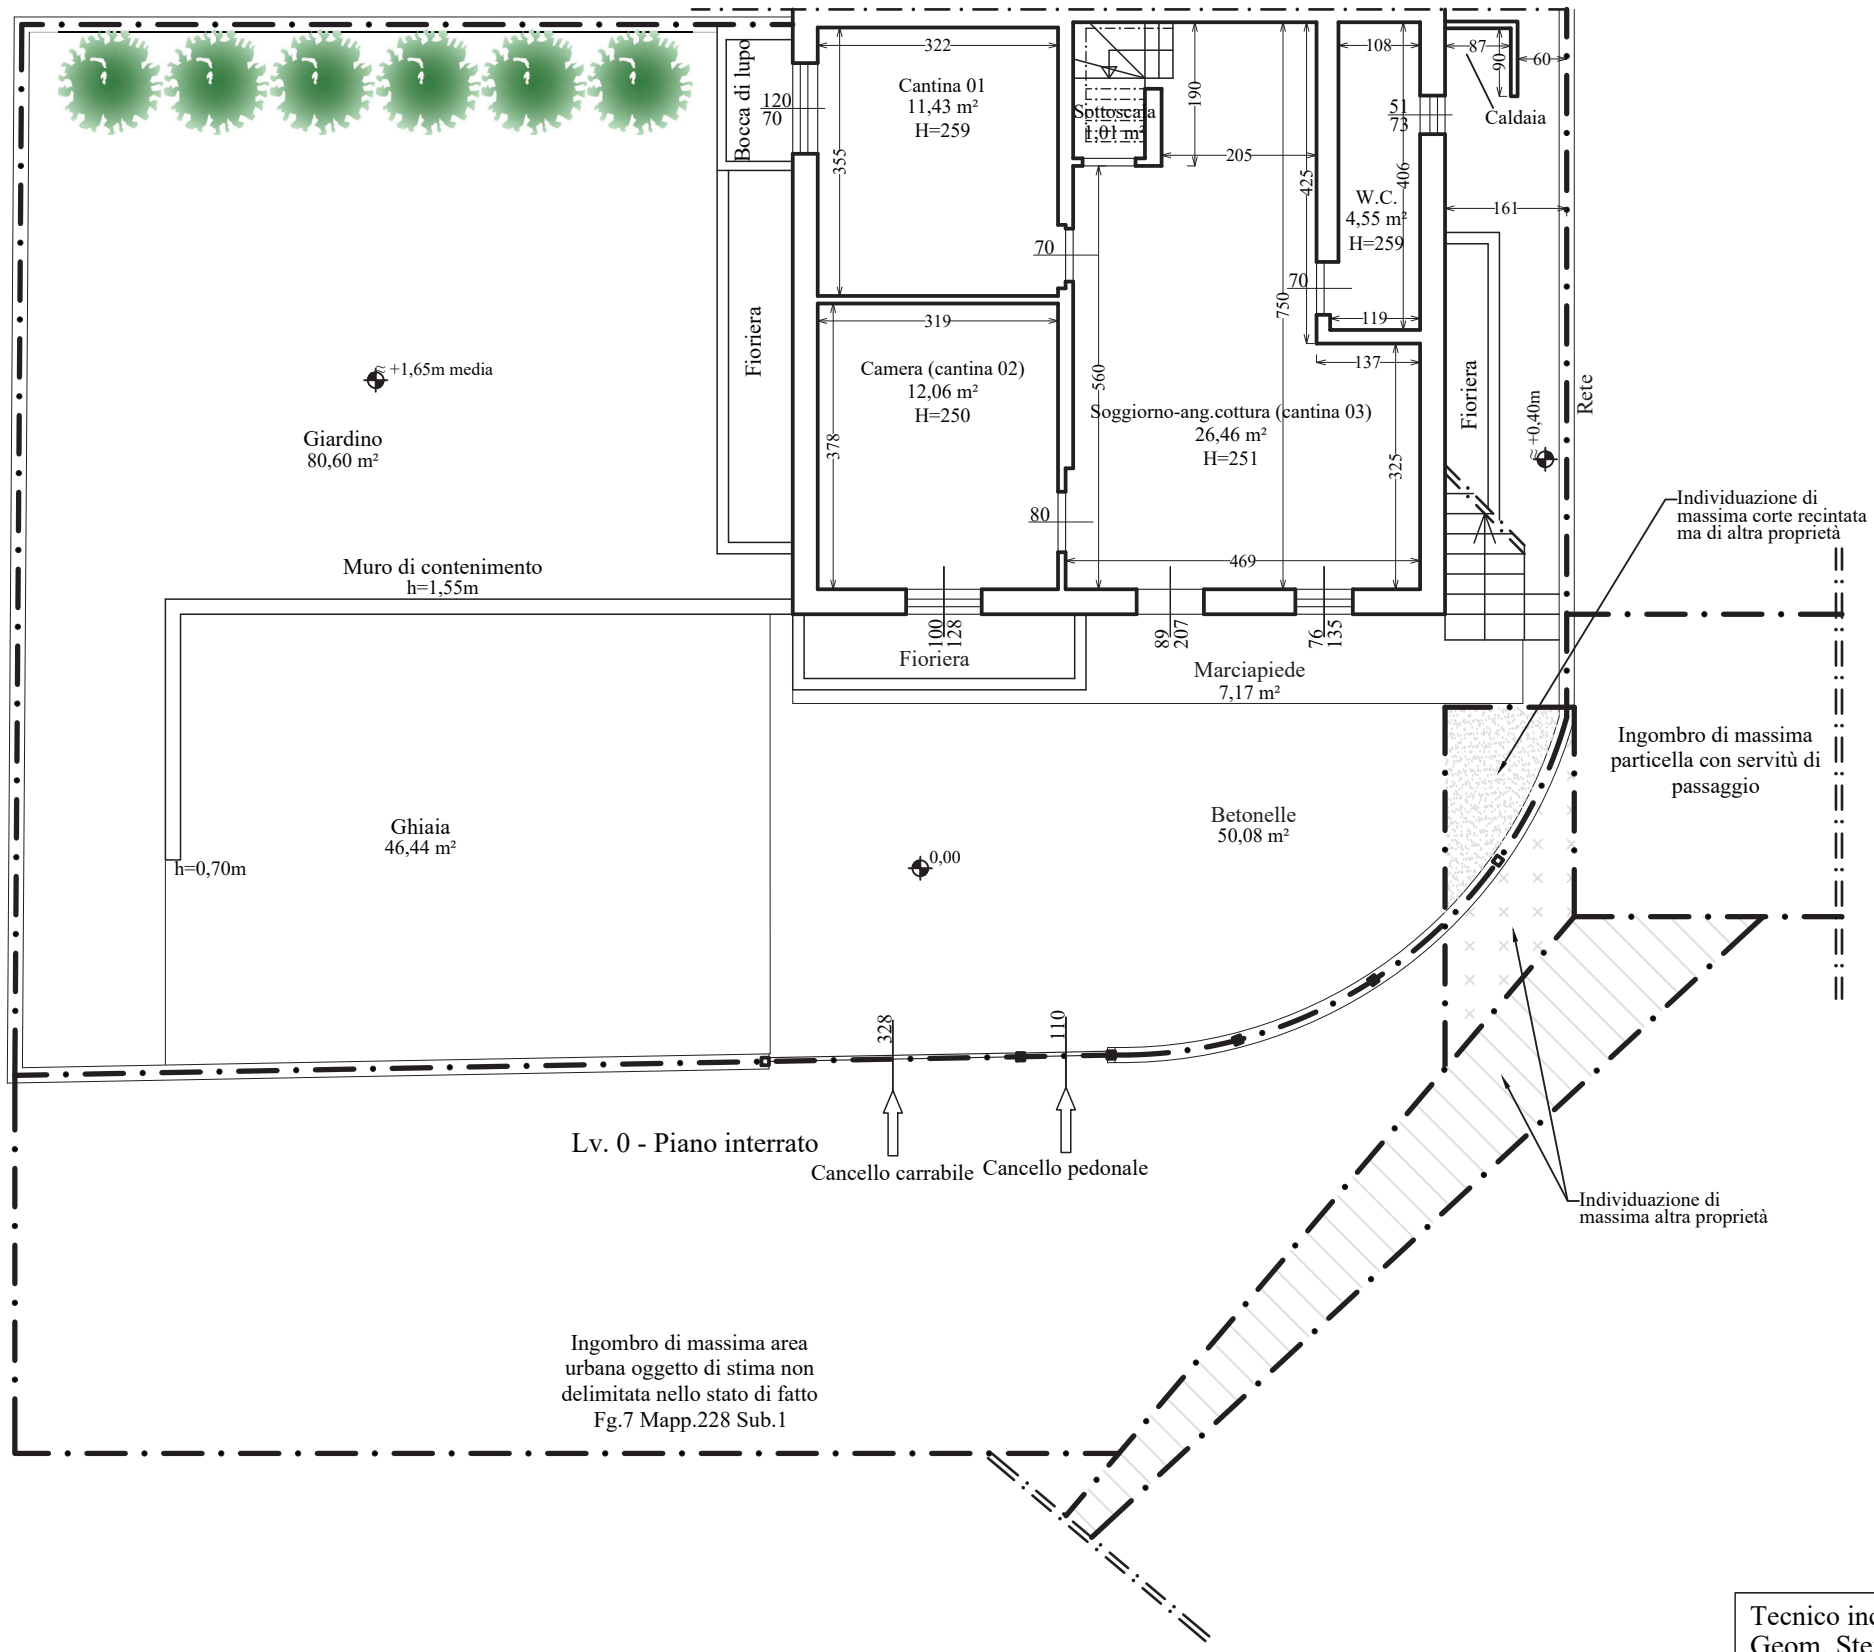 322
Cantina 01
11,43 m²
H=259
355
Bocca di lupo
120
70
Sottoscala
1,01 m²
190
205
425
750
108
51
73
406
W.C.
4,55 m²
H=259
87
90
60
Caldaia
161
70
70
119
137
Fioriera
319
Camera (cantina 02)
12,06 m²
H=250
378
560
Soggiorno-ang.cottura (cantina 03)
26,46 m²
H=251
325
80
469
Fioriera
≈ +0,40m
Rete
≈ +1,65m media
Giardino
80,60 m²
Individuazione di
massima corte recintata
ma di altra proprietà
Muro di contenimento
h=1,55m
100
128
89
207
76
135
Fioriera
Marciapiede
7,17 m²
Ingombro di massima
particella con servitù di
passaggio
Ghiaia
46,44 m²
h=0,70m
Betonelle
50,08 m²
0,00
328
110
Lv. 0 - Piano interrato
Cancello carrabile
Cancello pedonale
Individuazione di
massima altra proprietà
Ingombro di massima area
urbana oggetto di stima non
delimitata nello stato di fatto
Fg.7 Mapp.228 Sub.1
Tecnico
Geom.